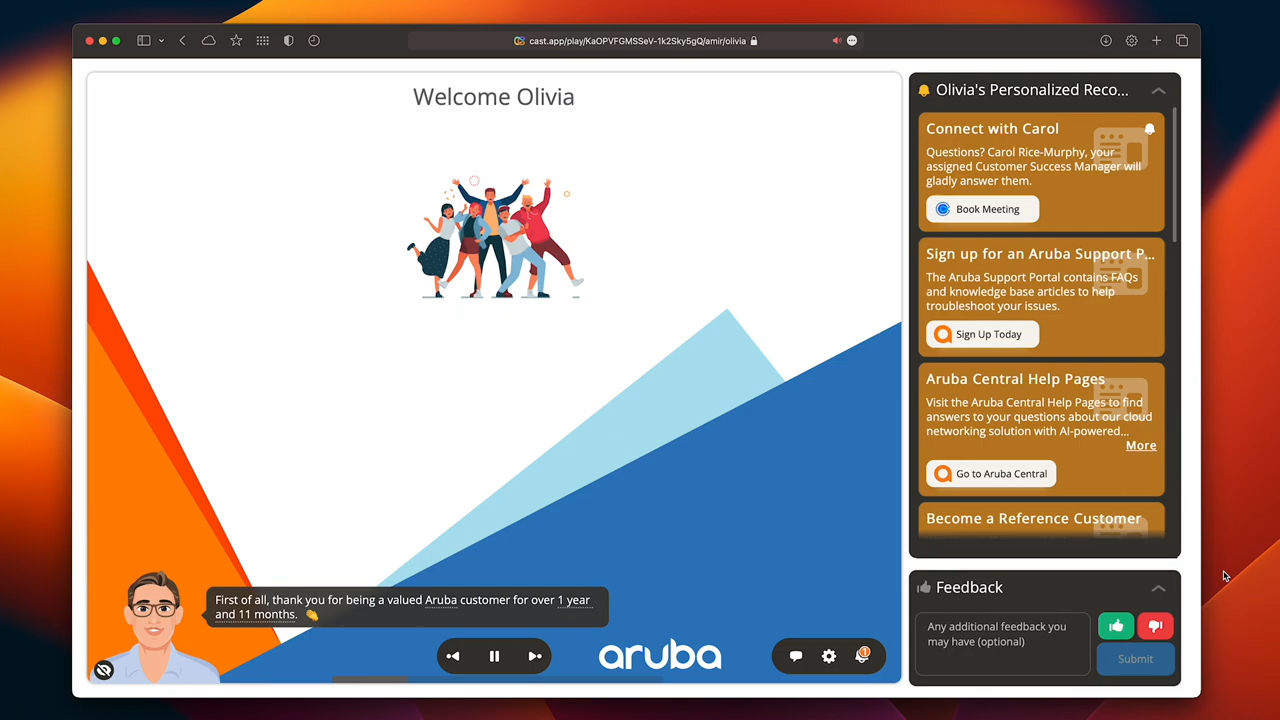 cast.app/play/KaOPVFGMSSeV-1k2Sky5gQ/amir/olivia
Welcome Olivia
First of all, thank you for being a valued Aruba customer for over 1 year
and 11 months. 👏
aruba
1
Olivia's Personalized Reco...
Connect with Carol
Questions? Carol Rice-Murphy, your
assigned Customer Success Manager will
gladly answer them.
Book Meeting
Sign up for an Aruba Support P...
The Aruba Support Portal contains FAQs
and knowledge base articles to help
troubleshoot your issues.
Sign Up Today
Aruba Central Help Pages
Visit the Aruba Central Help Pages to find
answers to your questions about our cloud
networking solution with AI-powered...
More
Go to Aruba Central
Become a Reference Customer
Feedback
Any additional feedback you
may have (optional)
Submit